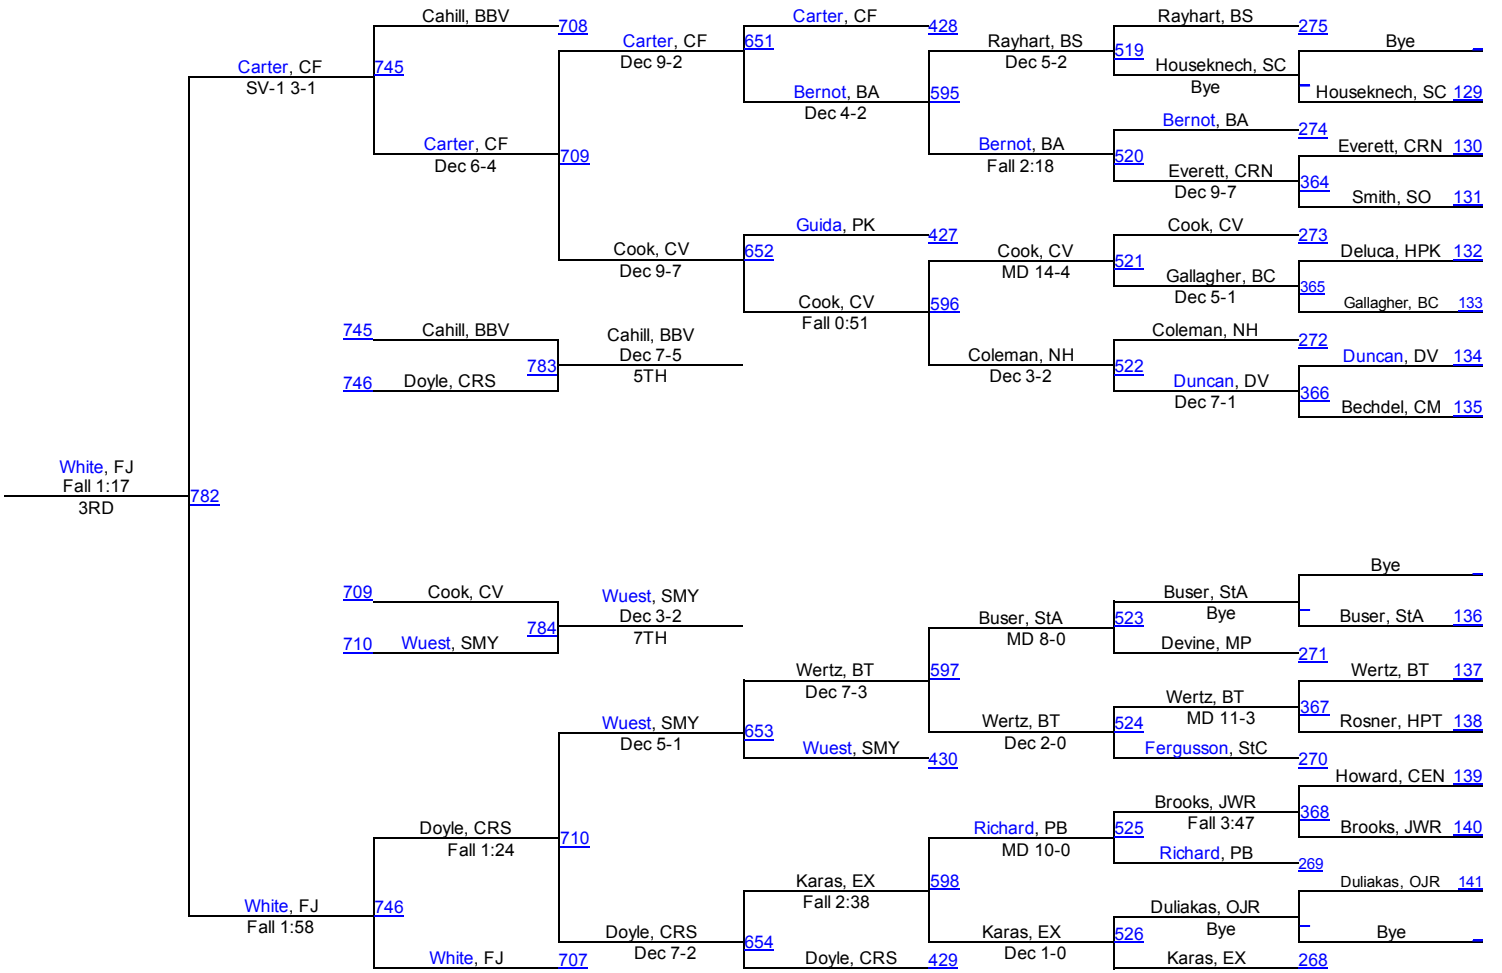 Cahill, BBV
708
Carter, CF
428
Rayhart, BS
275
Carter, CF
651
Rayhart, BS
519
Bye
Dec 9-2
Dec 5-2
Carter, CF
745
Houseknech, SC
SV-1 3-1
Bye
Bernot, BA
595
Houseknech, SC 129
Dec 4-2
Bernot, BA
274
Carter, CF
709
Bernot, BA
520
Everett, CRN 130
Dec 6-4
Fall 2:18
Everett, CRN
364
Dec 9-7
Smith, SO 131
Guida, PK
427
Cook, CV
273
Cook, CV
652
Cook, CV
521
Deluca, HPK 132
Dec 9-7
MD 14-4
Gallagher, BC
365
Dec 5-1
Cook, CV
596
Gallagher, BC 133
Fall 0:51
745 Cahill, BBV
Cahill, BBV
Coleman, NH
272
783
Dec 7-5
Coleman, NH
522
Duncan, DV 134
5TH
Dec 3-2
746 Doyle, CRS
Duncan, DV
366
Dec 7-1
Bechdel, CM 135
White, FJ
Fall 1:17
782
3RD
Bye
709 Cook, CV
Wuest, SMY
Buser, StA
784
Dec 3-2
Buser, StA
523
Bye
Buser, StA 136
7TH
MD 8-0
710 Wuest, SMY
Devine, MP
271
Wertz, BT
597
Wertz, BT 137
Dec 7-3
Wertz, BT
367
MD 11-3
Wuest, SMY
653
Wertz, BT
524
Rosner, HPT 138
Dec 5-1
Dec 2-0
Wuest, SMY
430
Fergusson, StC
270
Howard, CEN 139
Brooks, JWR
368
Fall 3:47
Doyle, CRS
710
Richard, PB
525
Brooks, JWR 140
Fall 1:24
MD 10-0
Richard, PB
269
Karas, EX
598
Duliakas, OJR 141
Fall 2:38
White, FJ
746
Duliakas, OJR
Fall 1:58
Bye
Doyle, CRS
654
Karas, EX
526
Bye
Dec 7-2
Dec 1-0
White, FJ
707
Doyle, CRS
429
Karas, EX
268